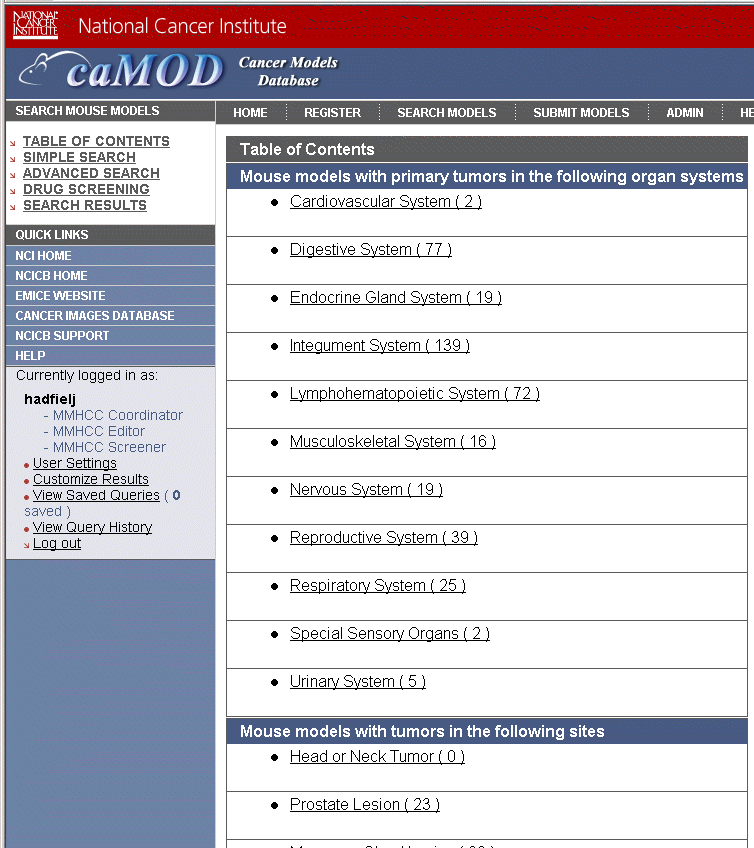 NATIONAL
CANCER
INSTITUTE
National Cancer Institute
caMOD
Cancer Models
Database
SEARCH MOUSE MODELS
HOME
REGISTER
SEARCH MODELS
SUBMIT MODELS
ADMIN
HE
TABLE OF CONTENTS
SIMPLE SEARCH
ADVANCED SEARCH
DRUG SCREENING
SEARCH RESULTS
QUICK LINKS
NCI HOME
NCICB HOME
EMICE WEBSITE
CANCER IMAGES DATABASE
NCICB SUPPORT
HELP
Currently logged in as:
hadfielj
- MMHCC Coordinator
- MMHCC Editor
- MMHCC Screener
User Settings
Customize Results
View Saved Queries ( 0
saved )
View Query History
Log out
Table of Contents
Mouse models with primary tumors in the following organ systems
Cardiovascular System ( 2 )
Digestive System ( 77 )
Endocrine Gland System ( 19 )
Integument System ( 139 )
Lymphohematopoietic System ( 72 )
Musculoskeletal System ( 16 )
Nervous System ( 19 )
Reproductive System ( 39 )
Respiratory System ( 25 )
Special Sensory Organs ( 2 )
Urinary System ( 5 )
Mouse models with tumors in the following sites
Head or Neck Tumor ( 0 )
Prostate Lesion ( 23 )